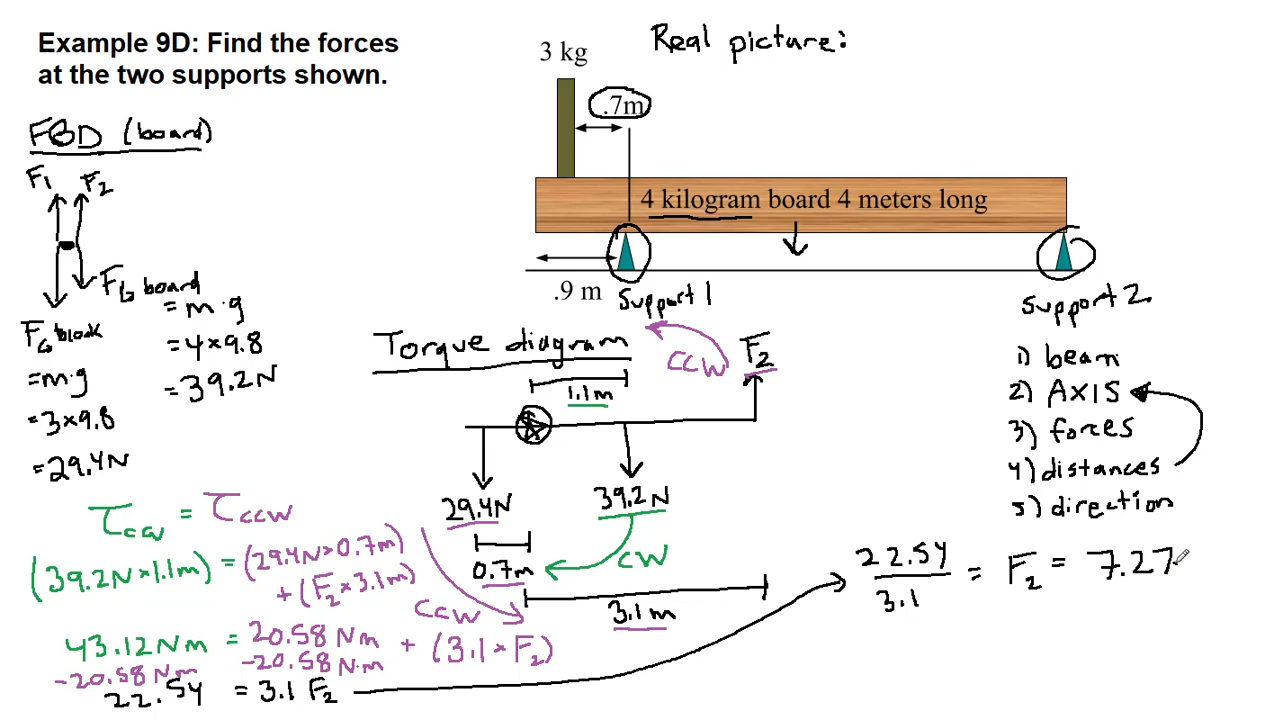 Example 9D: Find the forces
at the two supports shown.
Real picture:
3 kg
.7m
4 kilogram board 4 meters long
.9 m
Support 1
Support 2
FBD (board)
F1 F2
FG board
= m·g
= 4×9.8
= 39.2N
FG block
= m·g
= 3×9.8
= 29.4N
Torque diagram
CCW
F2
1.1m
29.4N
39.2N
0.7m
CW
CCW
3.1m
1) beam
2) AXIS
3) forces
4) distances
5) direction
τCW = τCCW
(39.2N×1.1m) = (29.4N×0.7m)
+ (F2×3.1m)
43.12Nm = 20.58 Nm + (3.1×F2)
-20.58 Nm -20.58 N·m
22.54 = 3.1 F2
22.54/3.1 = F2 = 7.27